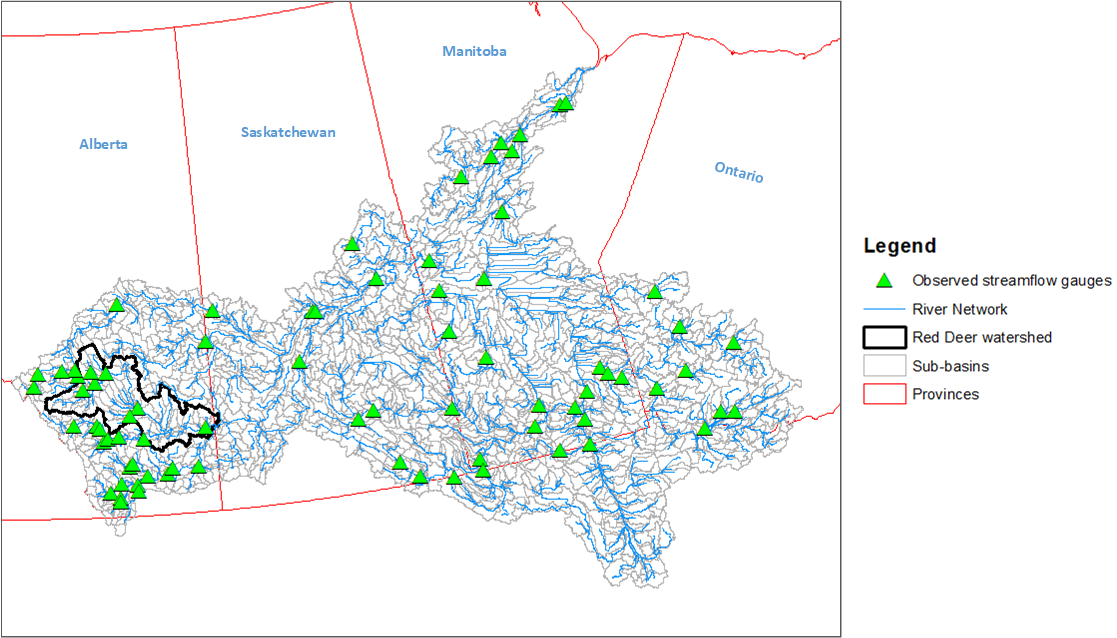 Manitoba
Saskatchewan
Alberta
Ontario
Legend
Observed streamflow gauges
River Network
Red Deer watershed
Sub-basins
Provinces